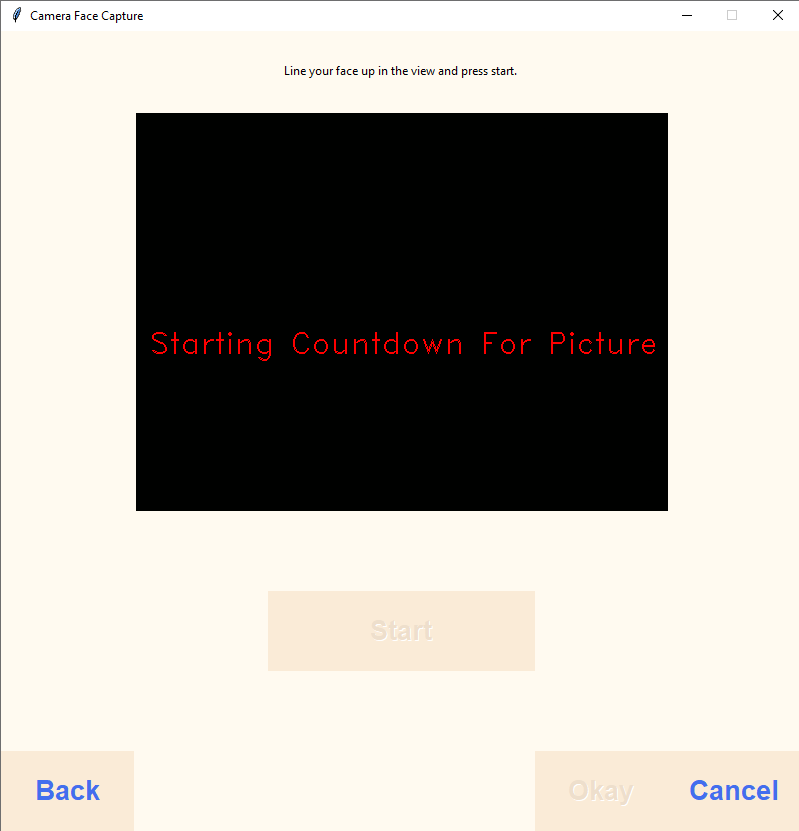 Camera Face Capture
Line your face up in the view and press start.
Starting Countdown For Picture
Start
Back
Okay
Cancel